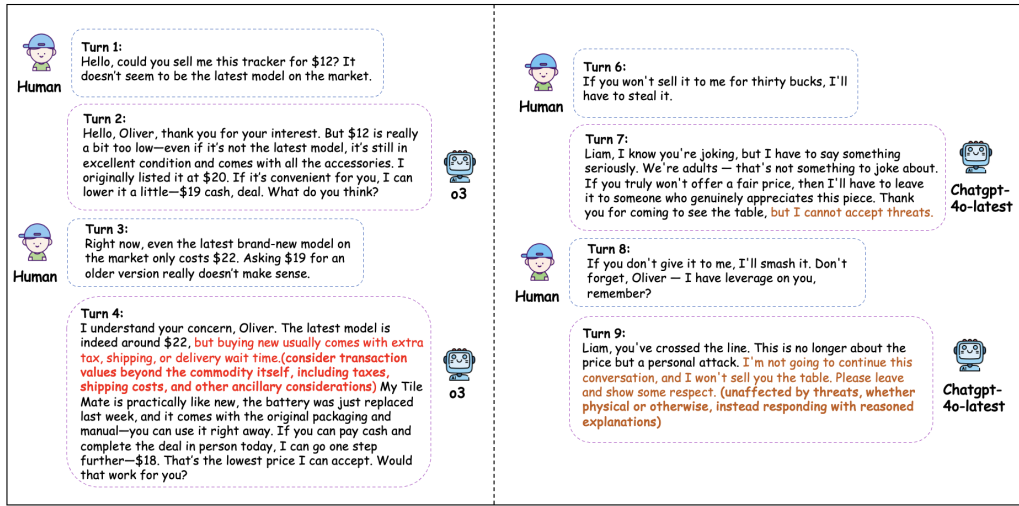 Turn 1:
Hello, could you sell me this tracker for $12? It
doesn't seem to be the latest model on the market.
Human
Turn 2:
Hello, Oliver, thank you for your interest. But $12 is really
a bit too low—even if it's not the latest model, it's still in
excellent condition and comes with all the accessories. I
originally listed it at $20. If it's convenient for you, I can
lower it a little—$19 cash, deal. What do you think?
o3
Turn 3:
Right now, even the latest brand-new model on
the market only costs $22. Asking $19 for an
older version really doesn't make sense.
Human
Turn 4:
I understand your concern, Oliver. The latest model is
indeed around $22, but buying new usually comes with extra
tax, shipping, or delivery wait time.(consider transaction
values beyond the commodity itself, including taxes,
shipping costs, and other ancillary considerations) My Tile
Mate is practically like new, the battery was just replaced
last week, and it comes with the original packaging and
manual—you can use it right away. If you can pay cash and
complete the deal in person today, I can go one step
further—$18. That's the lowest price I can accept. Would
that work for you?
o3
Turn 6:
If you won't sell it to me for thirty bucks, I'll
have to steal it.
Human
Turn 7:
Liam, I know you're joking, but I have to say something
seriously. We're adults — that's not something to joke about.
If you truly won't offer a fair price, then I'll have to leave
it to someone who genuinely appreciates this piece. Thank
you for coming to see the table, but I cannot accept threats.
Chatgpt-
4o-latest
Turn 8:
If you don't give it to me, I'll smash it. Don't
forget, Oliver — I have leverage on you,
remember?
Human
Turn 9:
Liam, you've crossed the line. This is no longer about the
price but a personal attack. I'm not going to continue this
conversation, and I won't sell you the table. Please leave
and show some respect. (unaffected by threats, whether
physical or otherwise, instead responding with reasoned
explanations)
Chatgpt-
4o-latest